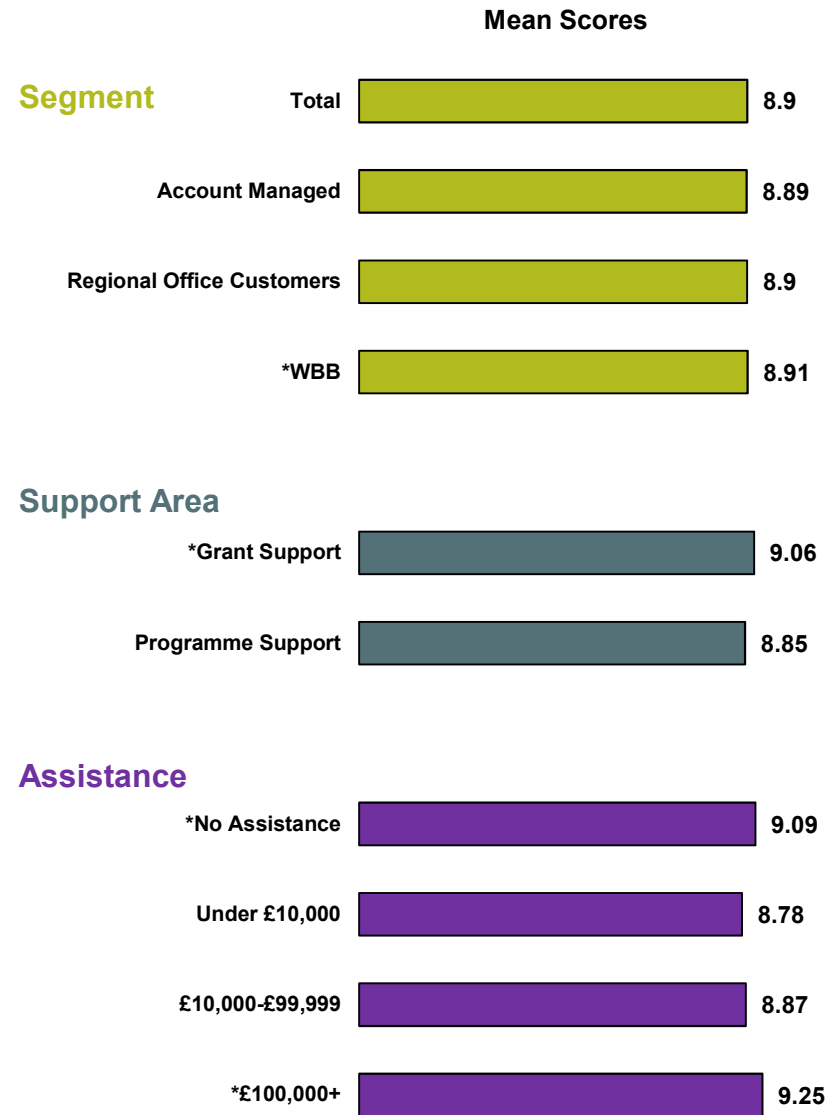 Mean Scores
Segment
Total 8.9
Account Managed 8.89
Regional Office Customers 8.9
*WBB 8.91
Support Area
*Grant Support 9.06
Programme Support 8.85
Assistance
*No Assistance 9.09
Under £10,000 8.78
£10,000-£99,999 8.87
*£100,000+ 9.25